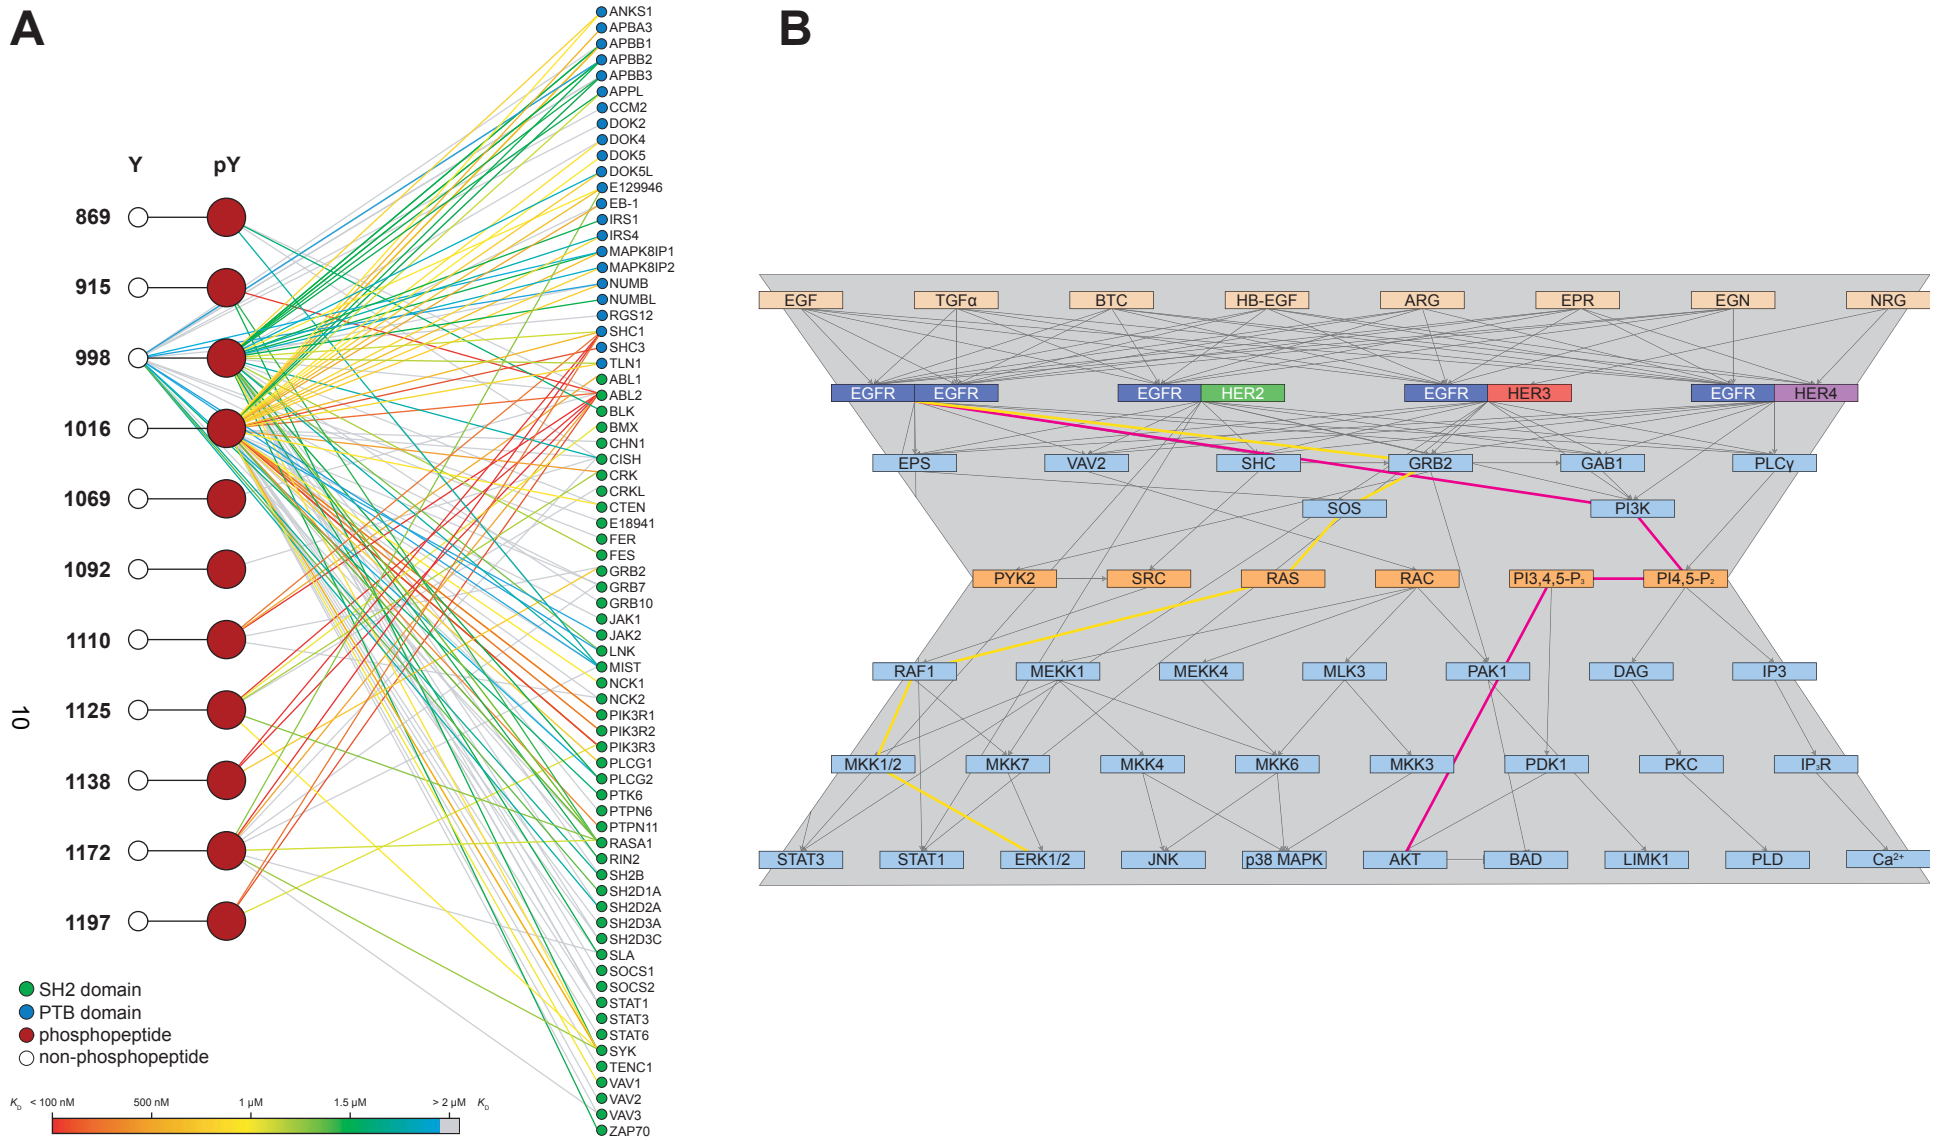 A
B
Y pY
869
915
998
1016
1069
1092
1110
1125
1138
1172
1197
10
ANKS1
APBA3
APBB1
APBB2
APBB3
APPL
CCM2
DOK2
DOK4
DOK5
DOK5L
E129946
EB-1
IRS1
IRS4
MAPK8IP1
MAPK8IP2
NUMB
NUMBL
RGS12
SHC1
SHC3
TLN1
ABL1
ABL2
BLK
BMX
CHN1
CISH
CRK
CRKL
CTEN
E18941
FER
FES
GRB2
GRB7
GRB10
JAK1
JAK2
LNK
MIST
NCK1
NCK2
PIK3R1
PIK3R2
PIK3R3
PLCG1
PLCG2
PTK6
PTPN6
PTPN11
RASA1
RIN2
SH2B
SH2D1A
SH2D2A
SH2D3A
SH2D3C
SLA
SOCS1
SOCS2
STAT1
STAT3
STAT6
SYK
TENC1
VAV1
VAV2
VAV3
ZAP70
SH2 domain
PTB domain
phosphopeptide
non-phosphopeptide
K_D < 100 nM 500 nM 1 μM 1.5 μM > 2 μM K_D
EGF TGFα BTC HB-EGF ARG EPR EGN NRG
EGFR EGFR EGFR HER2 EGFR HER3 EGFR HER4
EPS VAV2 SHC GRB2 GAB1 PLCγ
SOS PI3K
PYK2 SRC RAS RAC PI3,4,5-P₃ PI4,5-P₂
RAF1 MEKK1 MEKK4 MLK3 PAK1 DAG IP3
MKK1/2 MKK7 MKK4 MKK6 MKK3 PDK1 PKC IP₃R
STAT3 STAT1 ERK1/2 JNK p38 MAPK AKT BAD LIMK1 PLD Ca²⁺